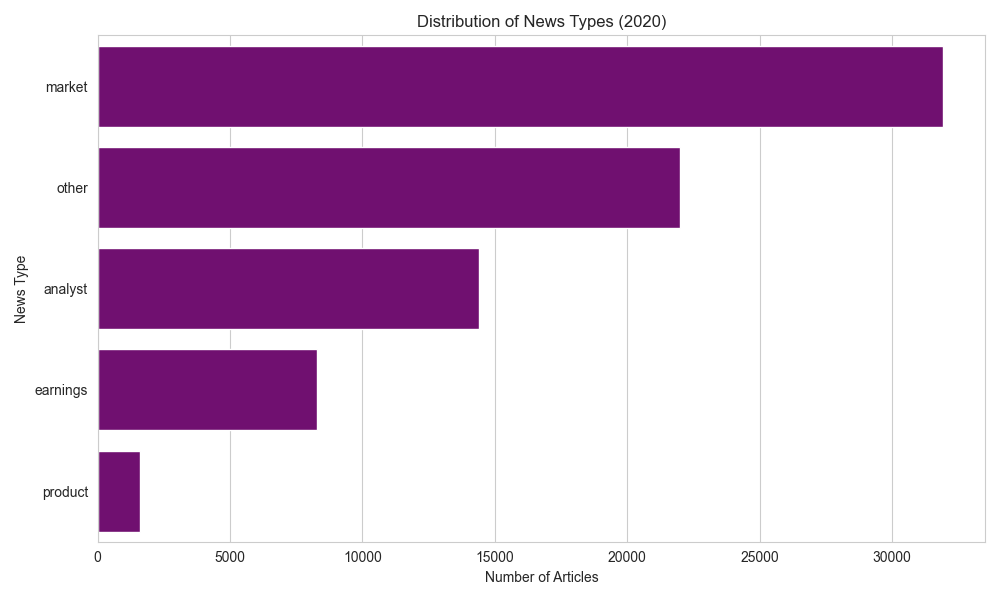 Distribution of News Types (2020)
News Type
market
other
analyst
earnings
product
0 5000 10000 15000 20000 25000 30000
Number of Articles